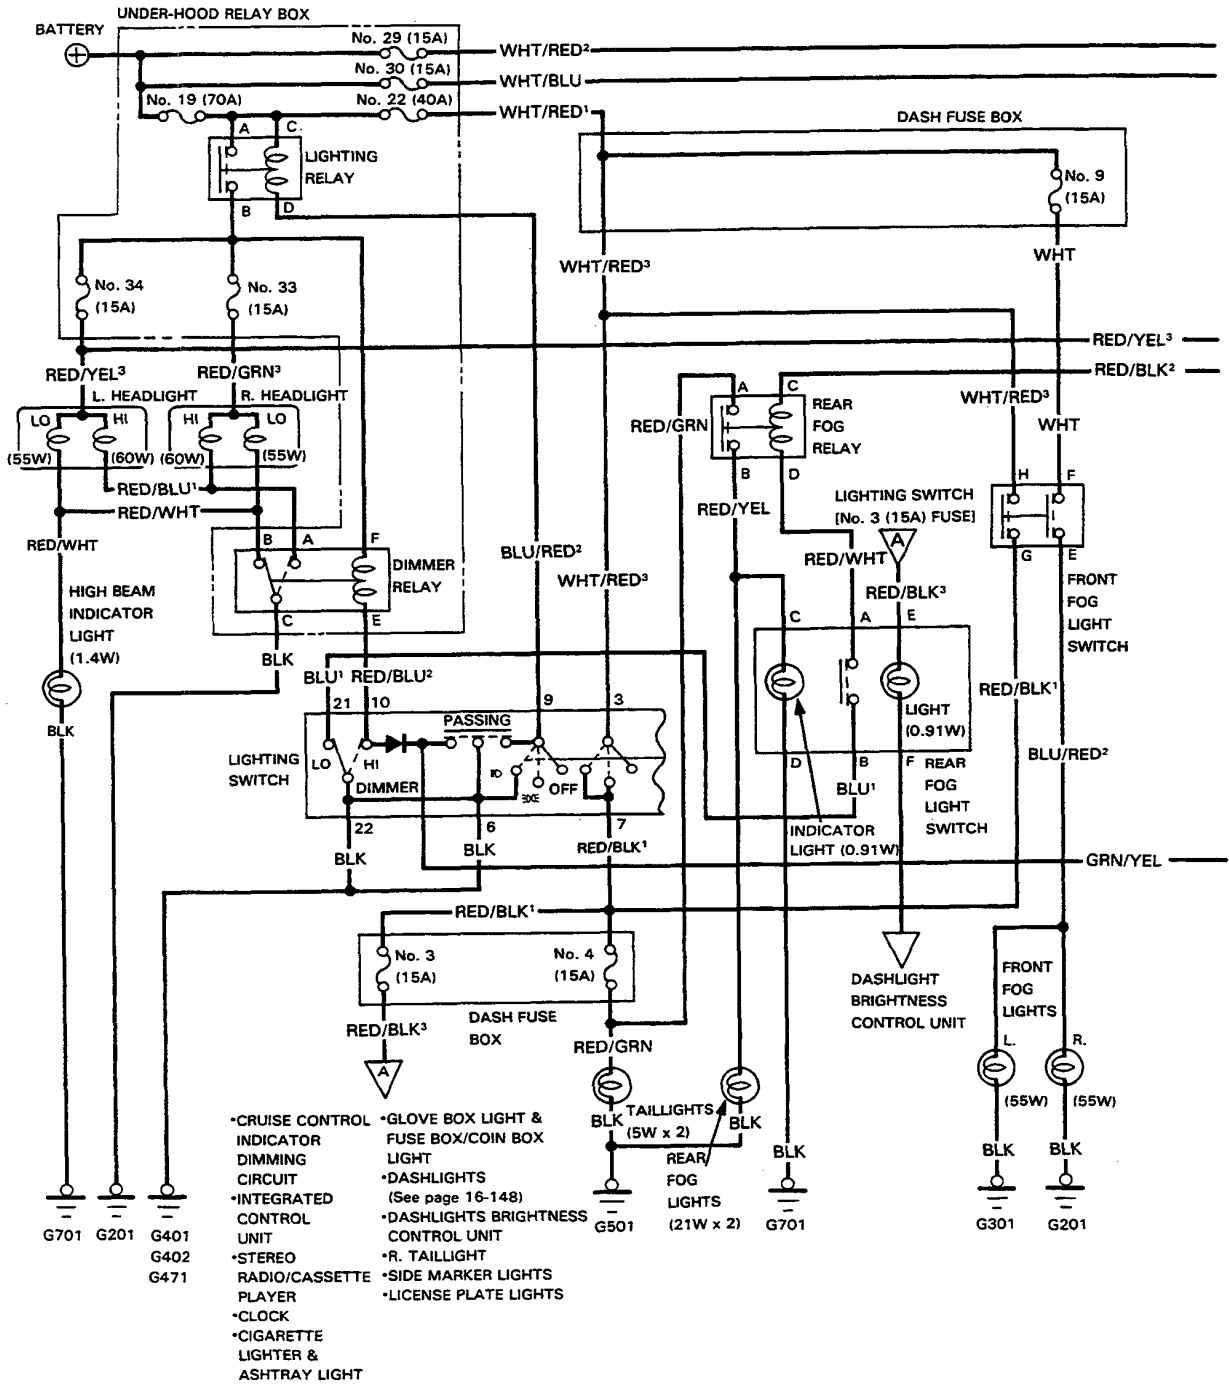 UNDER-HOOD RELAY BOX
BATTERY
No. 29 (15A)
WHT/RED²
No. 30 (15A)
WHT/BLU
No. 19 (70A)
No. 22 (40A)
WHT/RED¹
DASH FUSE BOX
A
C
LIGHTING
RELAY
No. 9
(15A)
B
D
WHT
WHT/RED³
No. 34
(15A)
No. 33
(15A)
RED/YEL³
RED/BLK²
RED/YEL³
RED/GRN³
L. HEADLIGHT
R. HEADLIGHT
A
C
WHT/RED³
LO
HI
HI
LO
RED/GRN
REAR
FOG
RELAY
WHT
(55W)
(60W)
(60W)
(55W)
B
D
H
F
RED/BLU¹
RED/WHT
RED/YEL
LIGHTING SWITCH
[No. 3 (15A) FUSE]
A
RED/WHT
B
A
F
BLU/RED²
RED/WHT
G
E
DIMMER
RELAY
WHT/RED³
RED/BLK³
FRONT
FOG
LIGHT
SWITCH
HIGH BEAM
INDICATOR
LIGHT
(1.4W)
C
E
C
A
E
BLK
BLU¹
RED/BLU²
RED/BLK¹
21
10
9
3
BLK
PASSING
LIGHT
(0.91W)
BLU/RED²
LIGHTING
SWITCH
LO
HI
DIMMER
OFF
D
B
F
REAR
FOG
LIGHT
SWITCH
BLU¹
22
6
7
INDICATOR
LIGHT (0.91W)
BLK
BLK
RED/BLK¹
GRN/YEL
RED/BLK¹
No. 3
(15A)
No. 4
(15A)
DASHLIGHT
BRIGHTNESS
CONTROL UNIT
FRONT
FOG
LIGHTS
RED/BLK³
DASH FUSE
BOX
RED/GRN
L.
R.
A
(55W)
(55W)
BLK
TAILLIGHTS
(5W x 2)
BLK
REAR
FOG
LIGHTS
(21W x 2)
BLK
BLK
BLK
G701
G201
G401
G402
G471
G501
G701
G301
G201
•CRUISE CONTROL
INDICATOR
DIMMING
CIRCUIT
•INTEGRATED
CONTROL
UNIT
•STEREO
RADIO/CASSETTE
PLAYER
•CLOCK
•CIGARETTE
LIGHTER &
ASHTRAY LIGHT
•GLOVE BOX LIGHT &
FUSE BOX/COIN BOX
LIGHT
•DASHLIGHTS
(See page 16-148)
•DASHLIGHTS BRIGHTNESS
CONTROL UNIT
•R. TAILLIGHT
•SIDE MARKER LIGHTS
•LICENSE PLATE LIGHTS